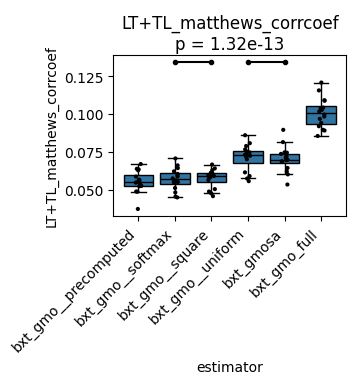 LT+TL_matthews_corrcoef
p = 1.32e-13
LT+TL_matthews_corrcoef
0.125
0.100
0.075
0.050
bxt_gmo__precomputed
bxt_gmo__softmax
bxt_gmo__square
bxt_gmo__uniform
bxt_gmosa
bxt_gmo_full
estimator